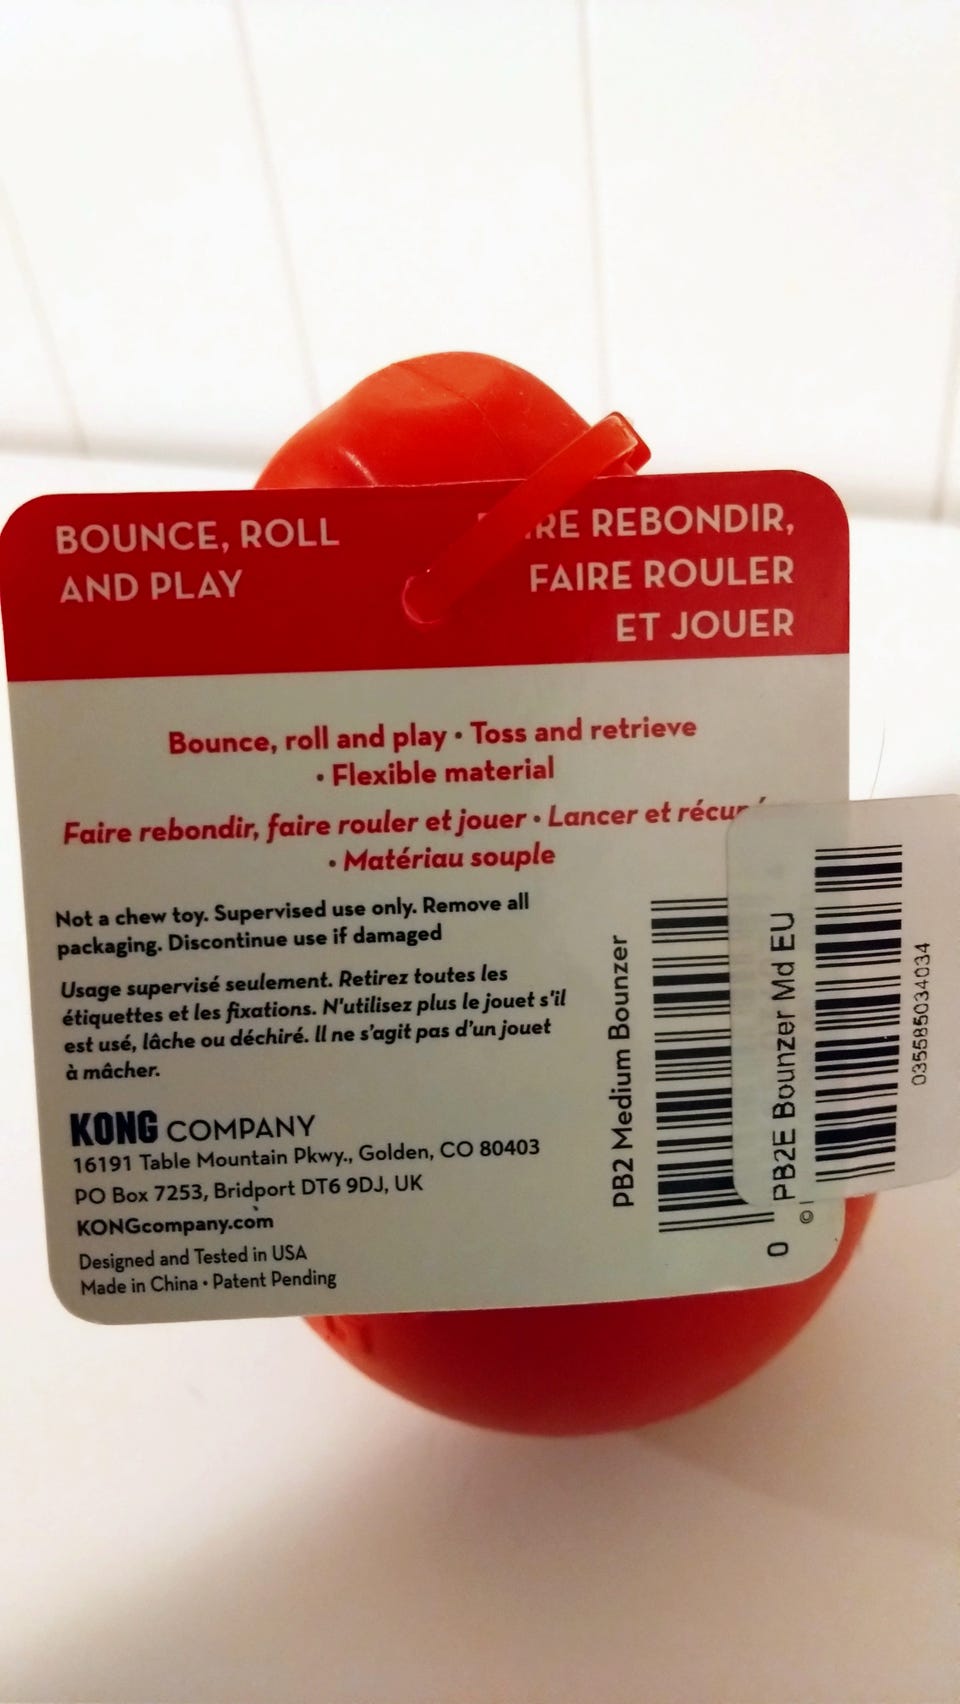 BOUNCE, ROLL
AND PLAY
REBONDIR,
FAIRE ROULER
ET JOUER
Bounce, roll and play • Toss and retrieve
• Flexible material
Faire rebondir, faire rouler et jouer • Lancer et
• Matériau souple
Not a chew toy. Supervised use only. Remove all
packaging. Discontinue use if damaged
Usage supervisé seulement. Retirez toutes les
étiquettes et les fixations. N'utilisez plus le jouet s'il
est usé, lâche ou déchiré. Il ne s'agit pas d'un jouet
à mâcher.
KONG COMPANY
16191 Table Mountain Pkwy., Golden, CO 80403
PO Box 7253, Bridport DT6 9DJ, UK
KONGcompany.com
Designed and Tested in USA
Made in China • Patent Pending
PB2 Medium Bounzer
0
©
PB2E Bounzer Md EU
035585034034